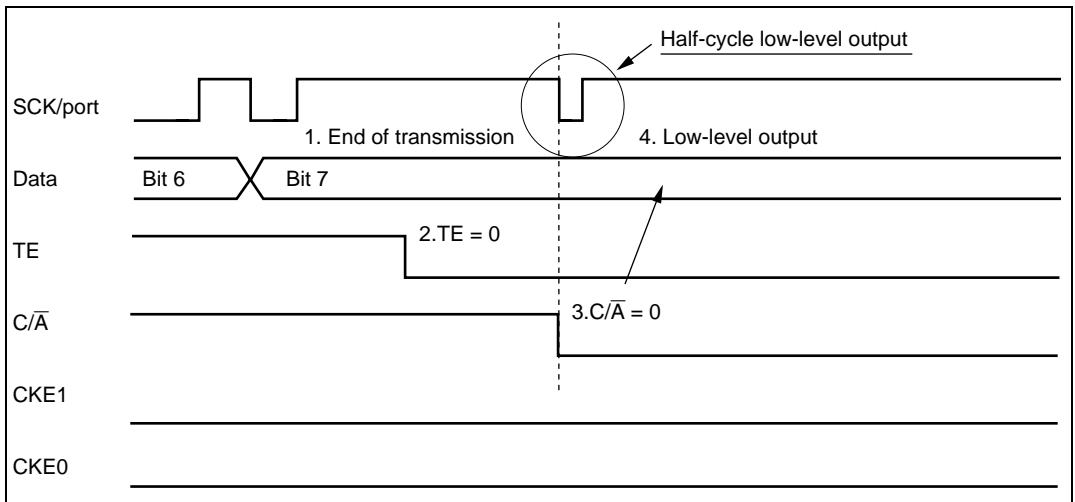 Half-cycle low-level output
SCK/port
1. End of transmission
4. Low-level output
Data
Bit 6
Bit 7
TE
2.TE = 0
C/A̅
3.C/A̅ = 0
CKE1
CKE0